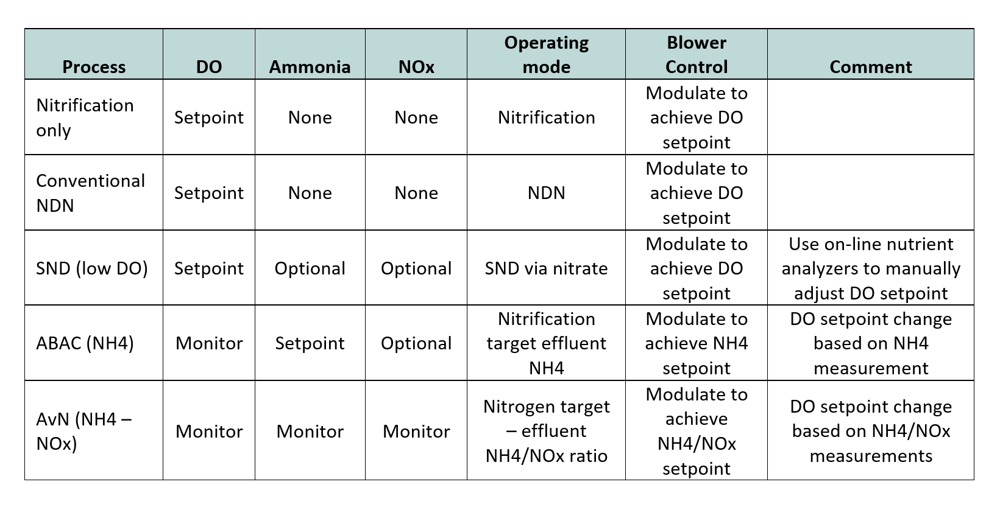 Process DO Ammonia NOx Operating mode Blower Control Comment
Nitrification only Setpoint None None Nitrification Modulate to achieve DO setpoint
Conventional NDN Setpoint None None NDN Modulate to achieve DO setpoint
SND (low DO) Setpoint Optional Optional SND via nitrate Modulate to achieve DO setpoint Use on-line nutrient analyzers to manually adjust DO setpoint
ABAC (NH4) Monitor Setpoint Optional Nitrification target effluent NH4 Modulate to achieve NH4 setpoint DO setpoint change based on NH4 measurement
AvN (NH4 – NOx) Monitor Monitor Monitor Nitrogen target – effluent NH4/NOx ratio Modulate to achieve NH4/NOx setpoint DO setpoint change based on NH4/NOx measurements